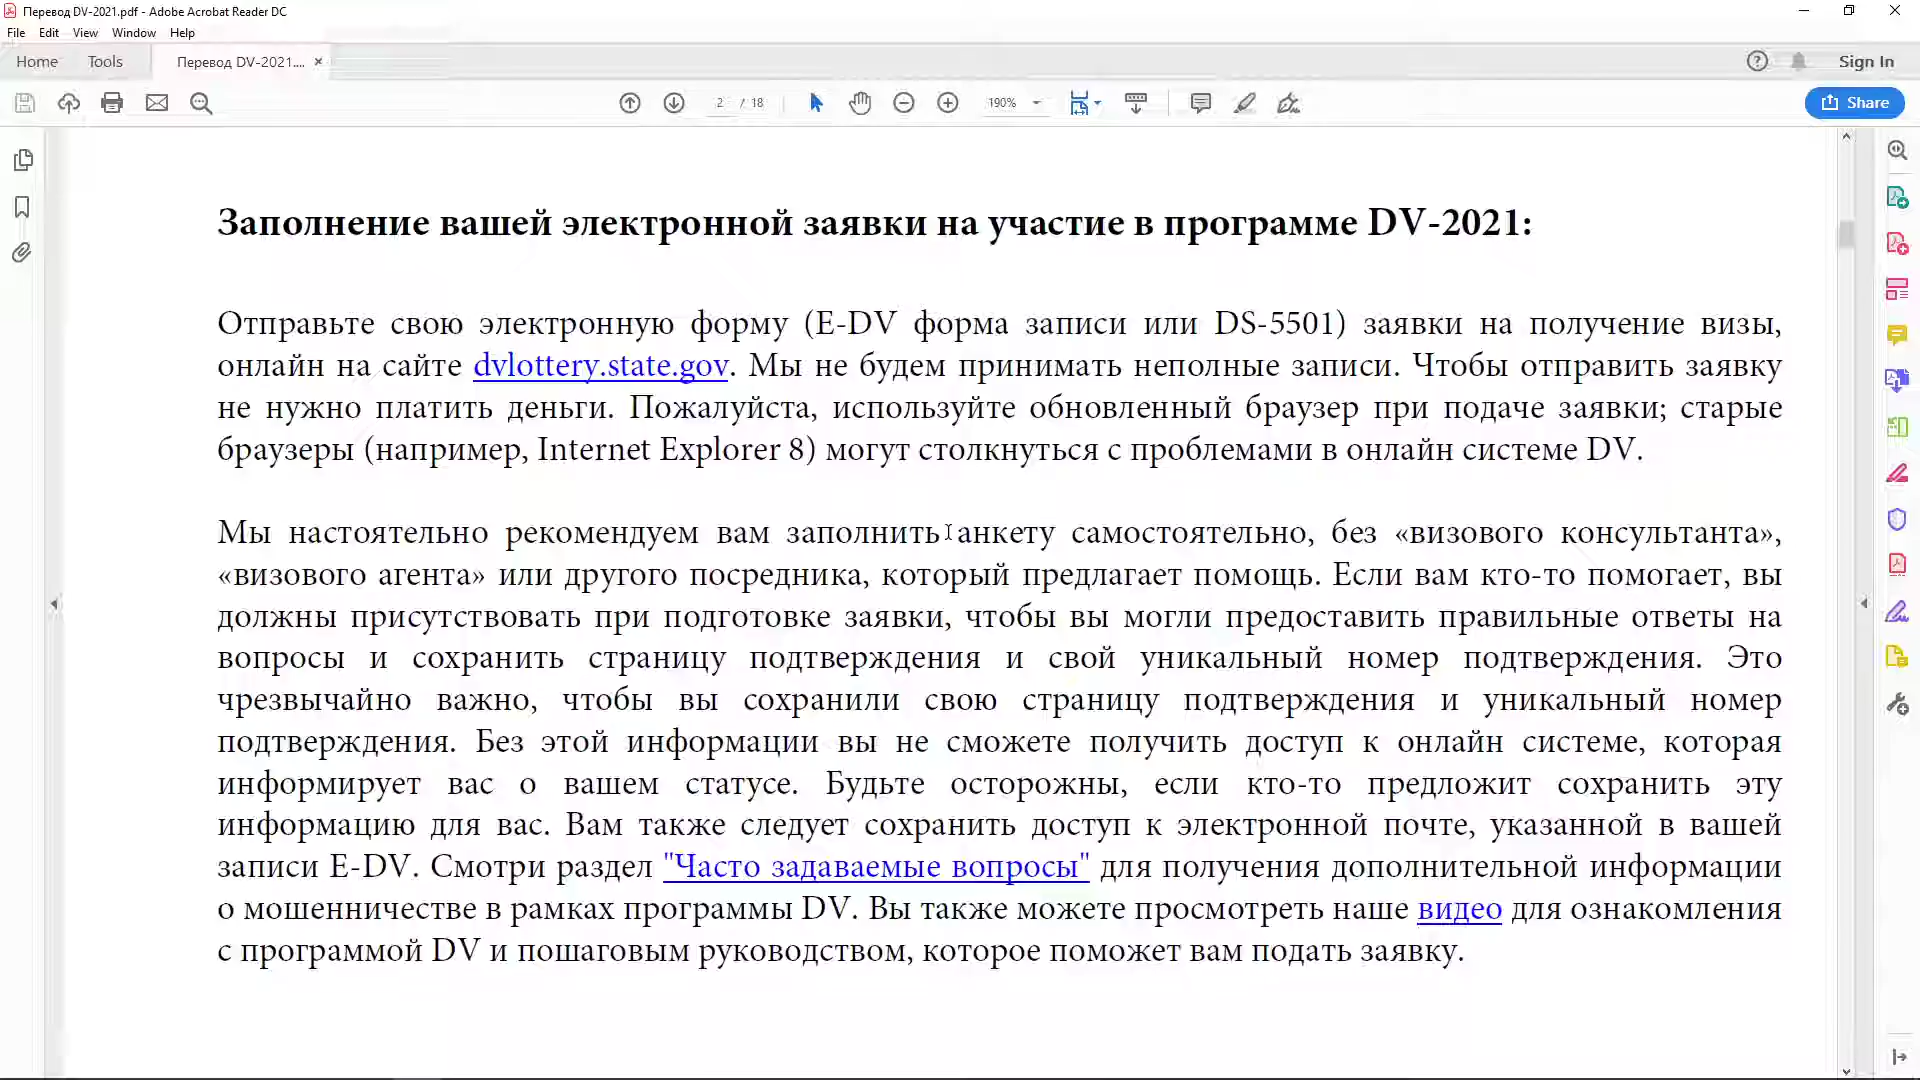 Перевод DV-2021.pdf - Adobe Acrobat Reader DC
File Edit View Window Help
Home Tools Перевод DV-2021.... × Sign In
2 / 18 190% Share
Заполнение вашей электронной заявки на участие в программе DV-2021:
Отправьте свою электронную форму (E-DV форма записи или DS-5501) заявки на получение визы,
онлайн на сайте dvlottery.state.gov. Мы не будем принимать неполные записи. Чтобы отправить заявку
не нужно платить деньги. Пожалуйста, используйте обновленный браузер при подаче заявки; старые
браузеры (например, Internet Explorer 8) могут столкнуться с проблемами в онлайн системе DV.
Мы настоятельно рекомендуем вам заполнить анкету самостоятельно, без «визового консультанта»,
«визового агента» или другого посредника, который предлагает помощь. Если вам кто-то помогает, вы
должны присутствовать при подготовке заявки, чтобы вы могли предоставить правильные ответы на
вопросы и сохранить страницу подтверждения и свой уникальный номер подтверждения. Это
чрезвычайно важно, чтобы вы сохранили свою страницу подтверждения и уникальный номер
подтверждения. Без этой информации вы не сможете получить доступ к онлайн системе, которая
информирует вас о вашем статусе. Будьте осторожны, если кто-то предложит сохранить эту
информацию для вас. Вам также следует сохранить доступ к электронной почте, указанной в вашей
записи E-DV. Смотри раздел "Часто задаваемые вопросы" для получения дополнительной информации
о мошенничестве в рамках программы DV. Вы также можете просмотреть наше видео для ознакомления
с программой DV и пошаговым руководством, которое поможет вам подать заявку.